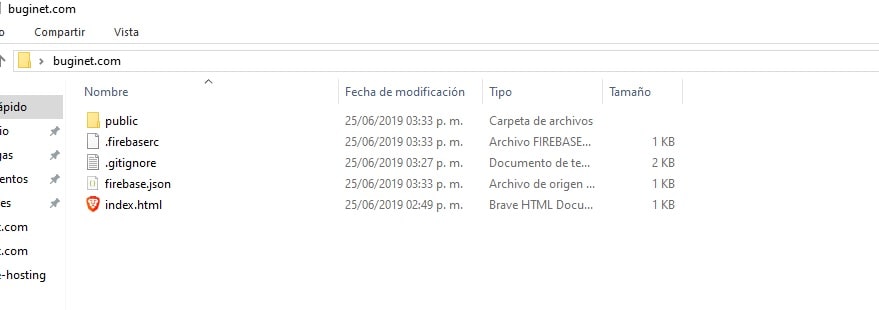 buginet.com
Compartir Vista
buginet.com
Nombre Fecha de modificación Tipo Tamaño
public 25/06/2019 03:33 p. m. Carpeta de archivos
.firebaserc 25/06/2019 03:33 p. m. Archivo FIREBASE... 1 KB
.gitignore 25/06/2019 03:27 p. m. Documento de te... 2 KB
firebase.json 25/06/2019 03:33 p. m. Archivo de origen ... 1 KB
index.html 25/06/2019 02:49 p. m. Brave HTML Docu... 1 KB
ápido
io
gas
entos
es
t.com
t.com
e-hosting